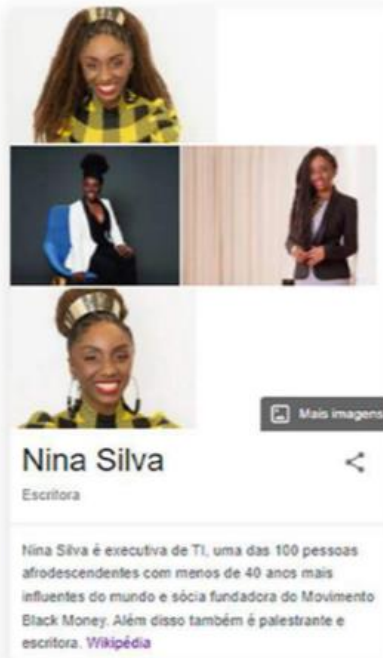 Mais imagens
Nina Silva
Escritora
Nina Silva é executiva de TI, uma das 100 pessoas
afrodescendentes com menos de 40 anos mais
influentes do mundo e sócia fundadora do Movimento
Black Money. Além disso também é palestrante e
escritora. Wikipédia